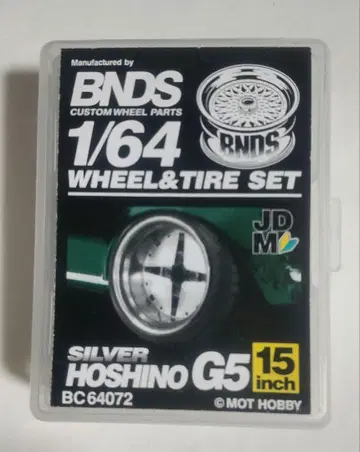 Manufactured by
BNDS
CUSTOM WHEEL PARTS
1/64
BNDS
WHEEL&TIRE SET
JD
M
SILVER
HOSHINO G5
15
inch
BC64072
© MOT HOBBY